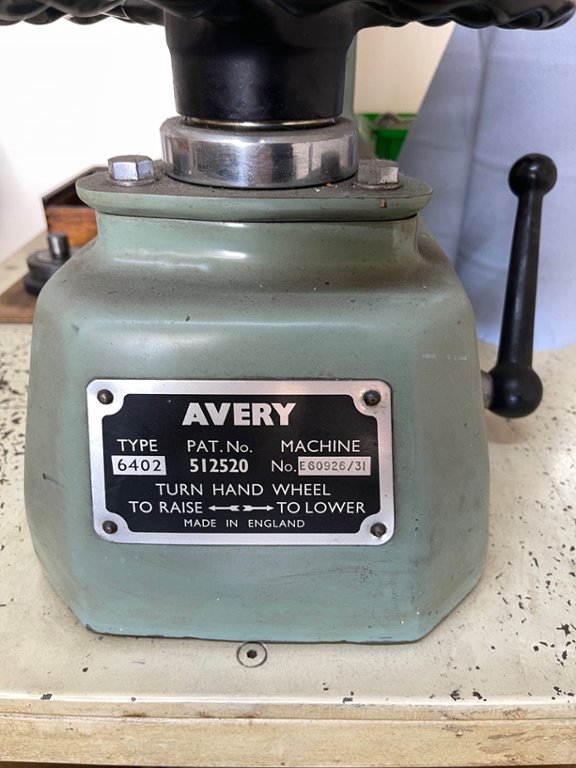 AVERY
TYPE PAT. No. MACHINE
6402 512520 No. E60926/31
TURN HAND WHEEL
TO RAISE TO LOWER
MADE IN ENGLAND